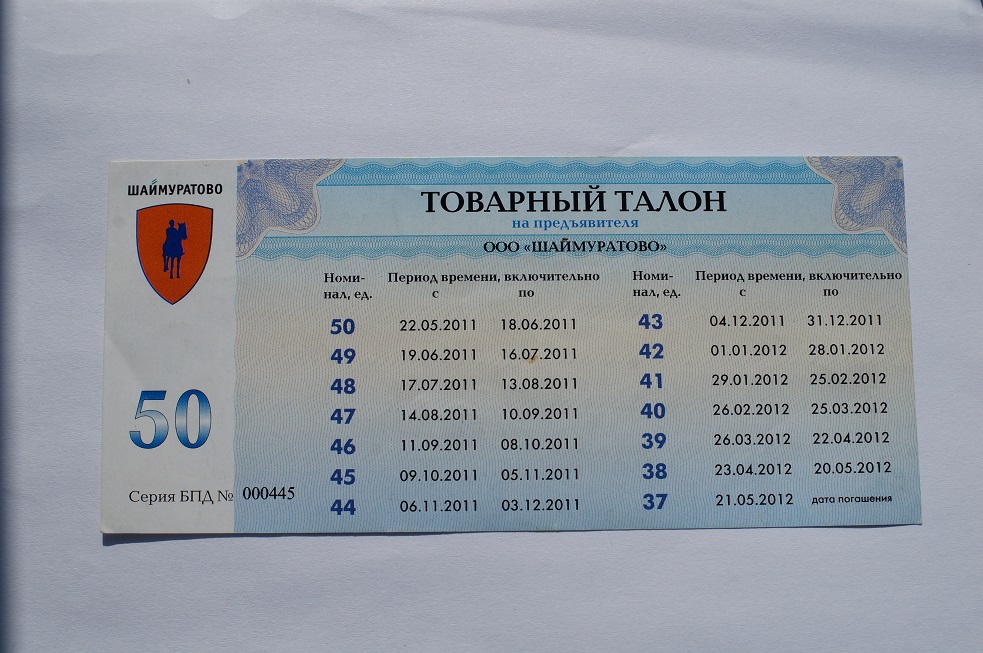 ШАЙМУРАТОВО
ТОВАРНЫЙ ТАЛОН
на предъявителя
ООО «ШАЙМУРАТОВО»
Номи- Период времени, включительно Номи- Период времени, включительно
нал, ед. с по нал, ед. с по
50 22.05.2011 18.06.2011 43 04.12.2011 31.12.2011
49 19.06.2011 16.07.2011 42 01.01.2012 28.01.2012
48 17.07.2011 13.08.2011 41 29.01.2012 25.02.2012
47 14.08.2011 10.09.2011 40 26.02.2012 25.03.2012
46 11.09.2011 08.10.2011 39 26.03.2012 22.04.2012
45 09.10.2011 05.11.2011 38 23.04.2012 20.05.2012
44 06.11.2011 03.12.2011 37 21.05.2012 дата погашения
50
Серия БПД № 000445